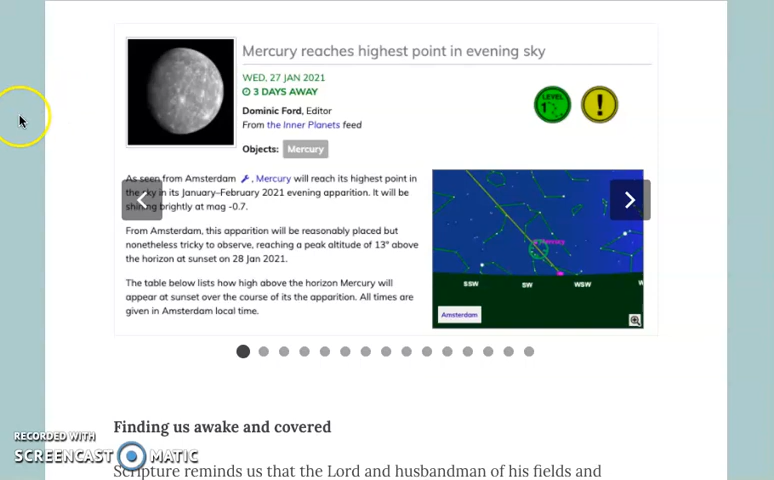 Mercury reaches highest point in evening sky
WED, 27 JAN 2021
3 DAYS AWAY
Dominic Ford, Editor
From the Inner Planets feed
Objects: Mercury
LEVEL
1
!
As seen from Amsterdam , Mercury will reach its highest point in
the sky in its January–February 2021 evening apparition. It will be
shining brightly at mag -0.7.
From Amsterdam, this apparition will be reasonably placed but
nonetheless tricky to observe, reaching a peak altitude of 13° above
the horizon at sunset on 28 Jan 2021.
The table below lists how high above the horizon Mercury will
appear at sunset over the course of its the apparition. All times are
given in Amsterdam local time.
Mercury
SSW SW WSW W
Amsterdam
Finding us awake and covered
Scripture reminds us that the Lord and husbandman of his fields and
RECORDED WITH
SCREENCAST MATIC